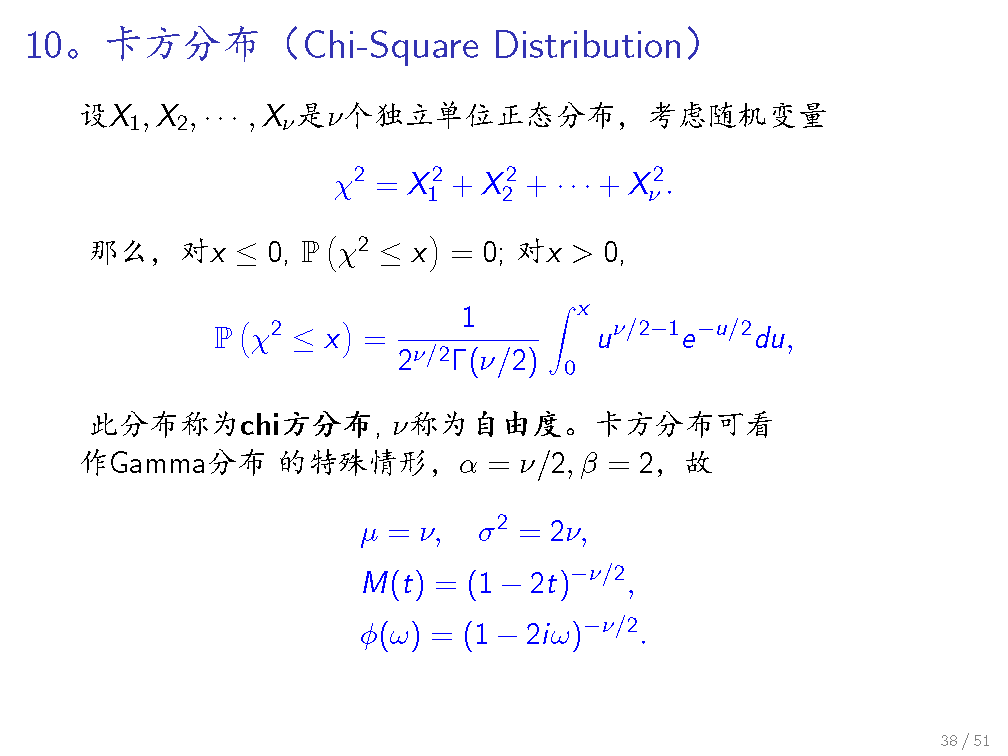 10。卡方分布（Chi-Square Distribution）
设X₁, X₂, ⋯ , X_ν是ν个独立单位正态分布，考虑随机变量
χ² = X₁² + X₂² + ⋯ + X_ν².
那么，对x ≤ 0, ℙ (χ² ≤ x) = 0; 对x > 0,
ℙ (χ² ≤ x) = 1 / (2^{ν/2}Γ(ν/2)) ∫₀ˣ u^{ν/2−1}e^{−u/2}du,
此分布称为chi方分布, ν称为自由度。卡方分布可看
作Gamma分布 的特殊情形，α = ν/2, β = 2，故
μ = ν, σ² = 2ν,
M(t) = (1 − 2t)^{−ν/2},
φ(ω) = (1 − 2iω)^{−ν/2}.
38 / 51